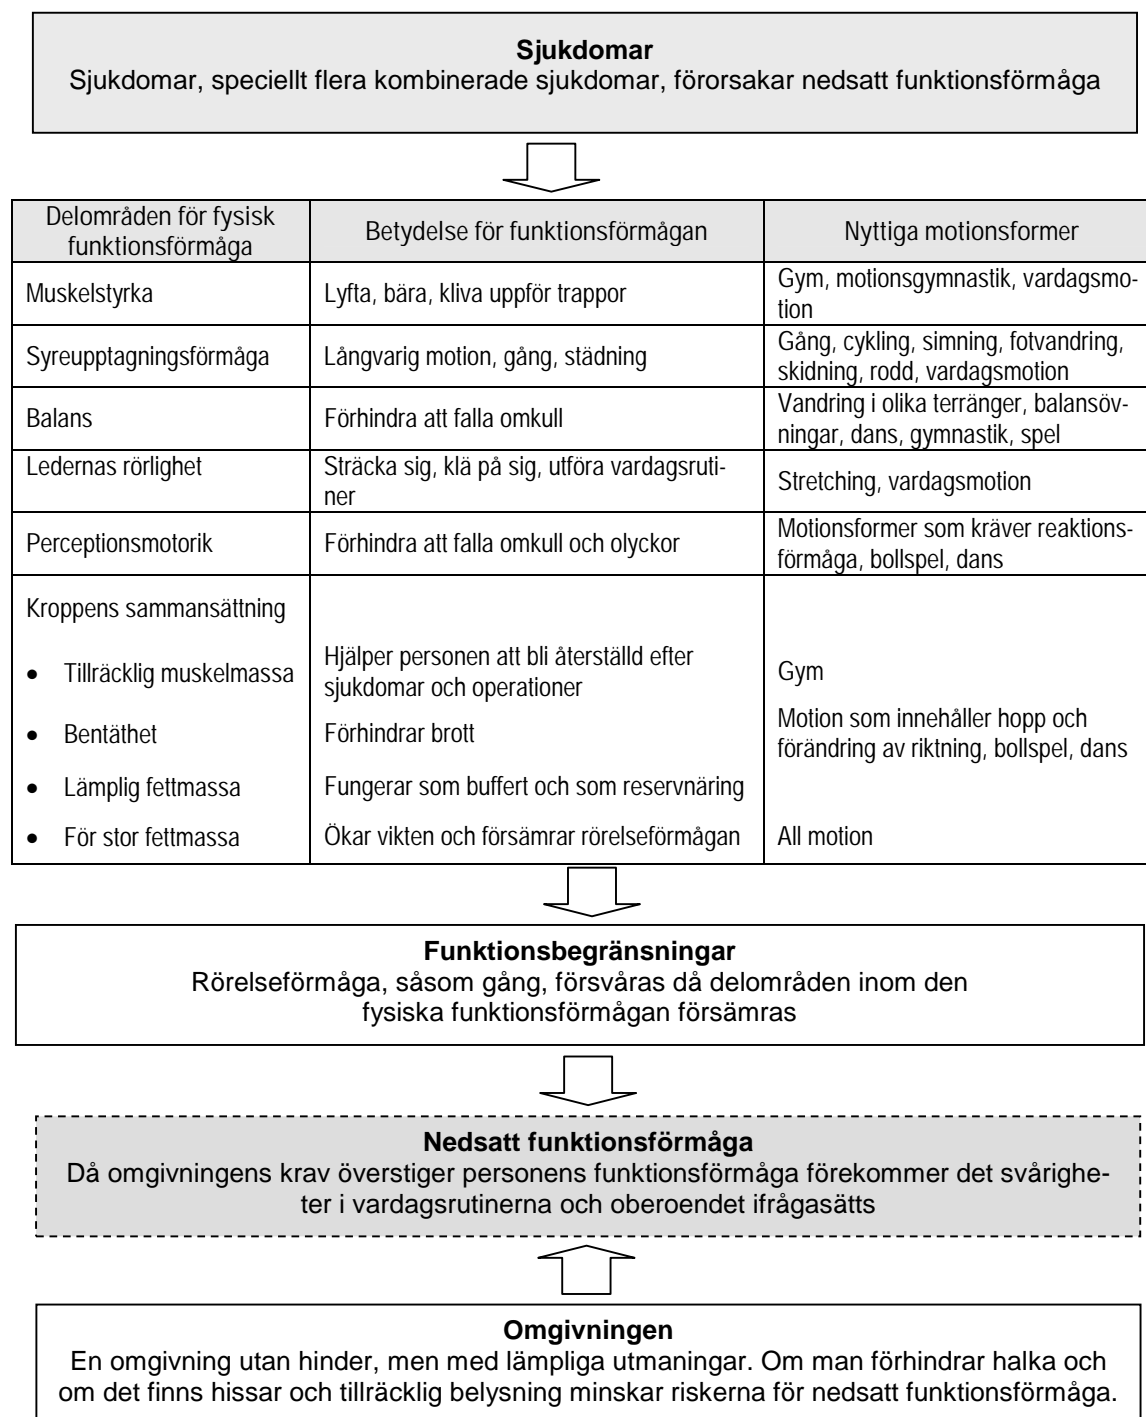 Sjukdomar
Sjukdomar, speciellt flera kombinerade sjukdomar, förorsakar nedsatt funktionsförmåga
Delområden för fysisk
funktionsförmåga
Betydelse för funktionsförmågan
Nyttiga motionsformer
Muskelstyrka
Lyfta, bära, kliva uppför trappor
Gym, motionsgymnastik, vardagsmo-
tion
Syreupptagningsförmåga
Långvarig motion, gång, städning
Gång, cykling, simning, fotvandring,
skidning, rodd, vardagsmotion
Balans
Förhindra att falla omkull
Vandring i olika terränger, balansöv-
ningar, dans, gymnastik, spel
Ledernas rörlighet
Sträcka sig, klä på sig, utföra vardagsruti-
ner
Stretching, vardagsmotion
Perceptionsmotorik
Förhindra att falla omkull och olyckor
Motionsformer som kräver reaktions-
förmåga, bollspel, dans
Kroppens sammansättning
• Tillräcklig muskelmassa
Hjälper personen att bli återställd efter
sjukdomar och operationer
Gym
• Bentäthet
Förhindrar brott
Motion som innehåller hopp och
förändring av riktning, bollspel, dans
• Lämplig fettmassa
Fungerar som buffert och som reservnäring
• För stor fettmassa
Ökar vikten och försämrar rörelseförmågan
All motion
Funktionsbegränsningar
Rörelseförmåga, såsom gång, försvåras då delområden inom den
fysiska funktionsförmågan försämras
Nedsatt funktionsförmåga
Då omgivningens krav överstiger personens funktionsförmåga förekommer det svårighe-
ter i vardagsrutinerna och oberoendet ifrågasätts
Omgivningen
En omgivning utan hinder, men med lämpliga utmaningar. Om man förhindrar halka och
om det finns hissar och tillräcklig belysning minskar riskerna för nedsatt funktionsförmåga.